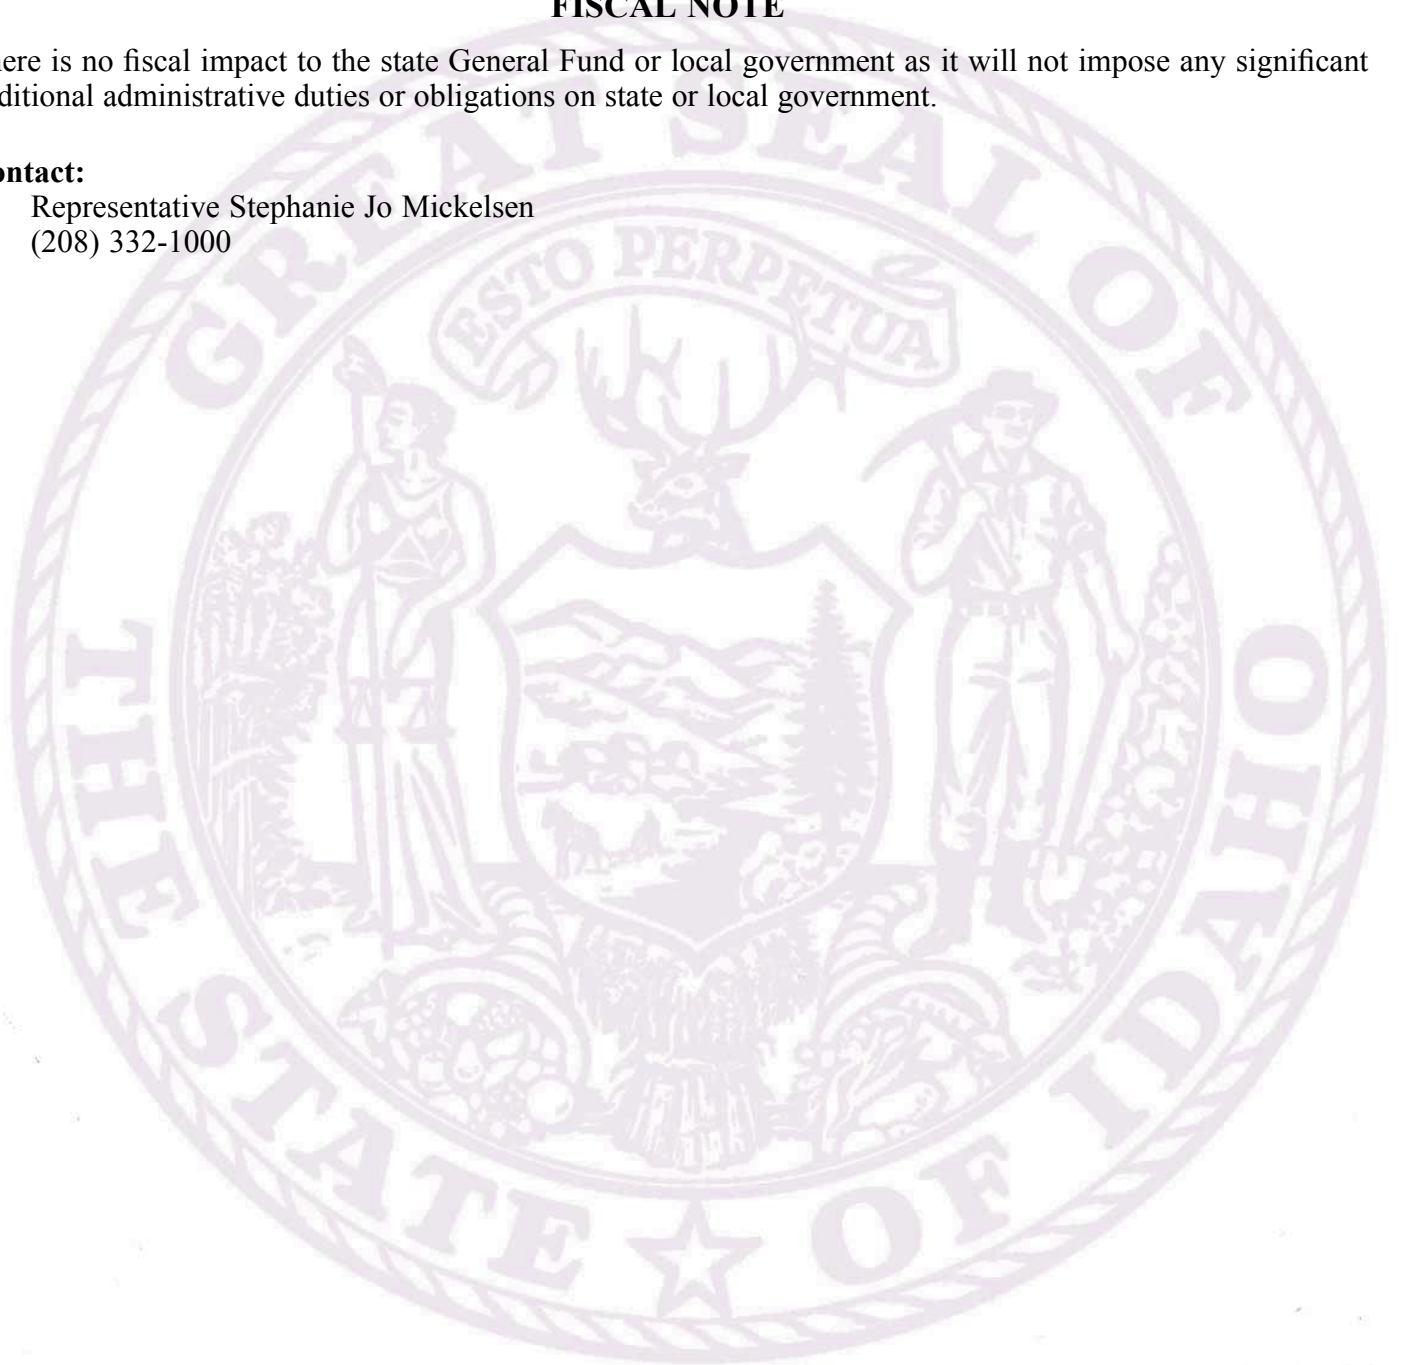 FISCAL NOTE
here is no fiscal impact to the state General Fund or local government as it will not impose any significant
ditional administrative duties or obligations on state or local government.
ontact:
Representative Stephanie Jo Mickelsen
(208) 332-1000
GREAT SEAL OF
ESTO PERPETUA
THE STATE OF IDAHO